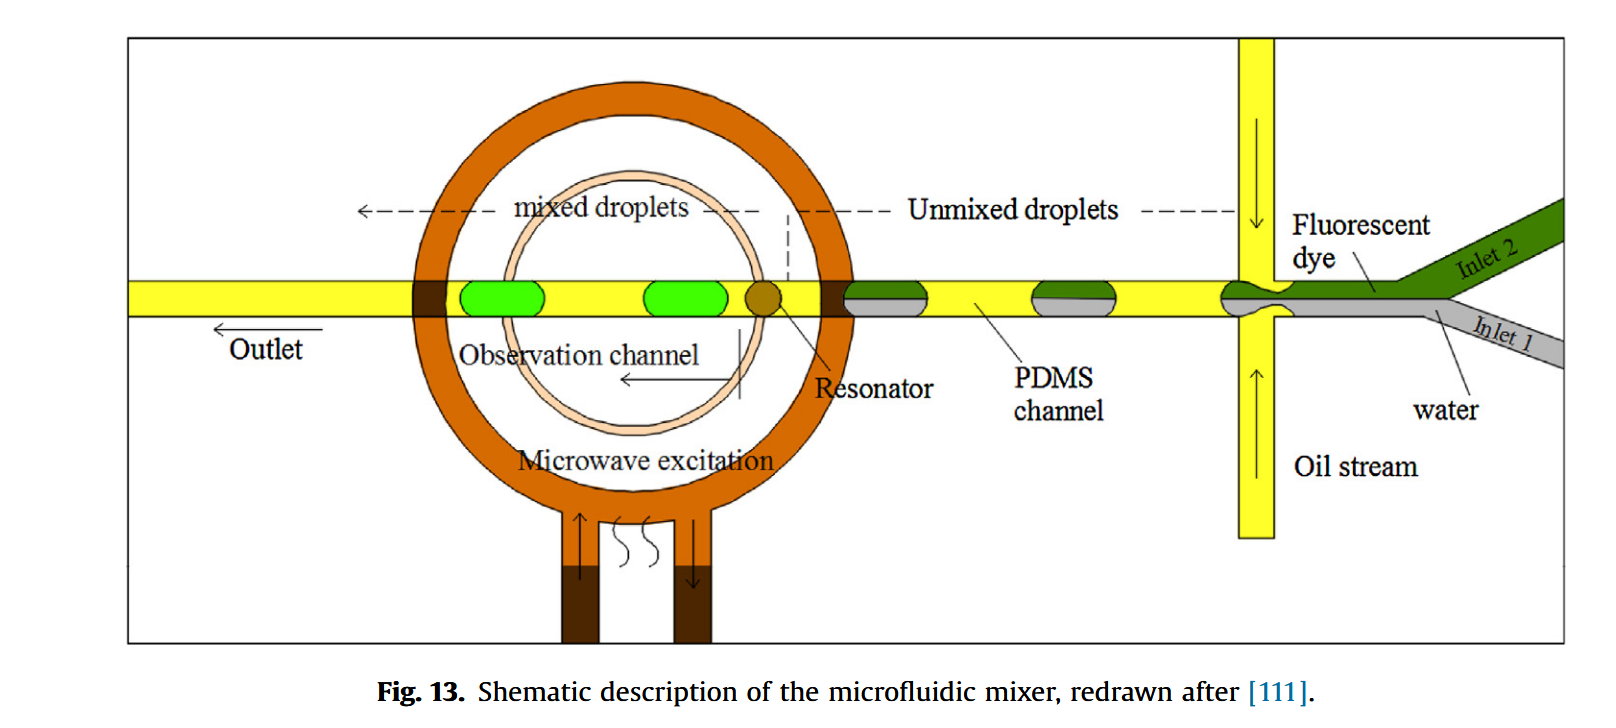 mixed droplets
Unmixed droplets
Fluorescent
dye
Inlet 2
Inlet 1
Outlet
Observation channel
Resonator
PDMS
channel
water
Microwave excitation
Oil stream
Fig. 13. Shematic description of the microfluidic mixer, redrawn after [111].